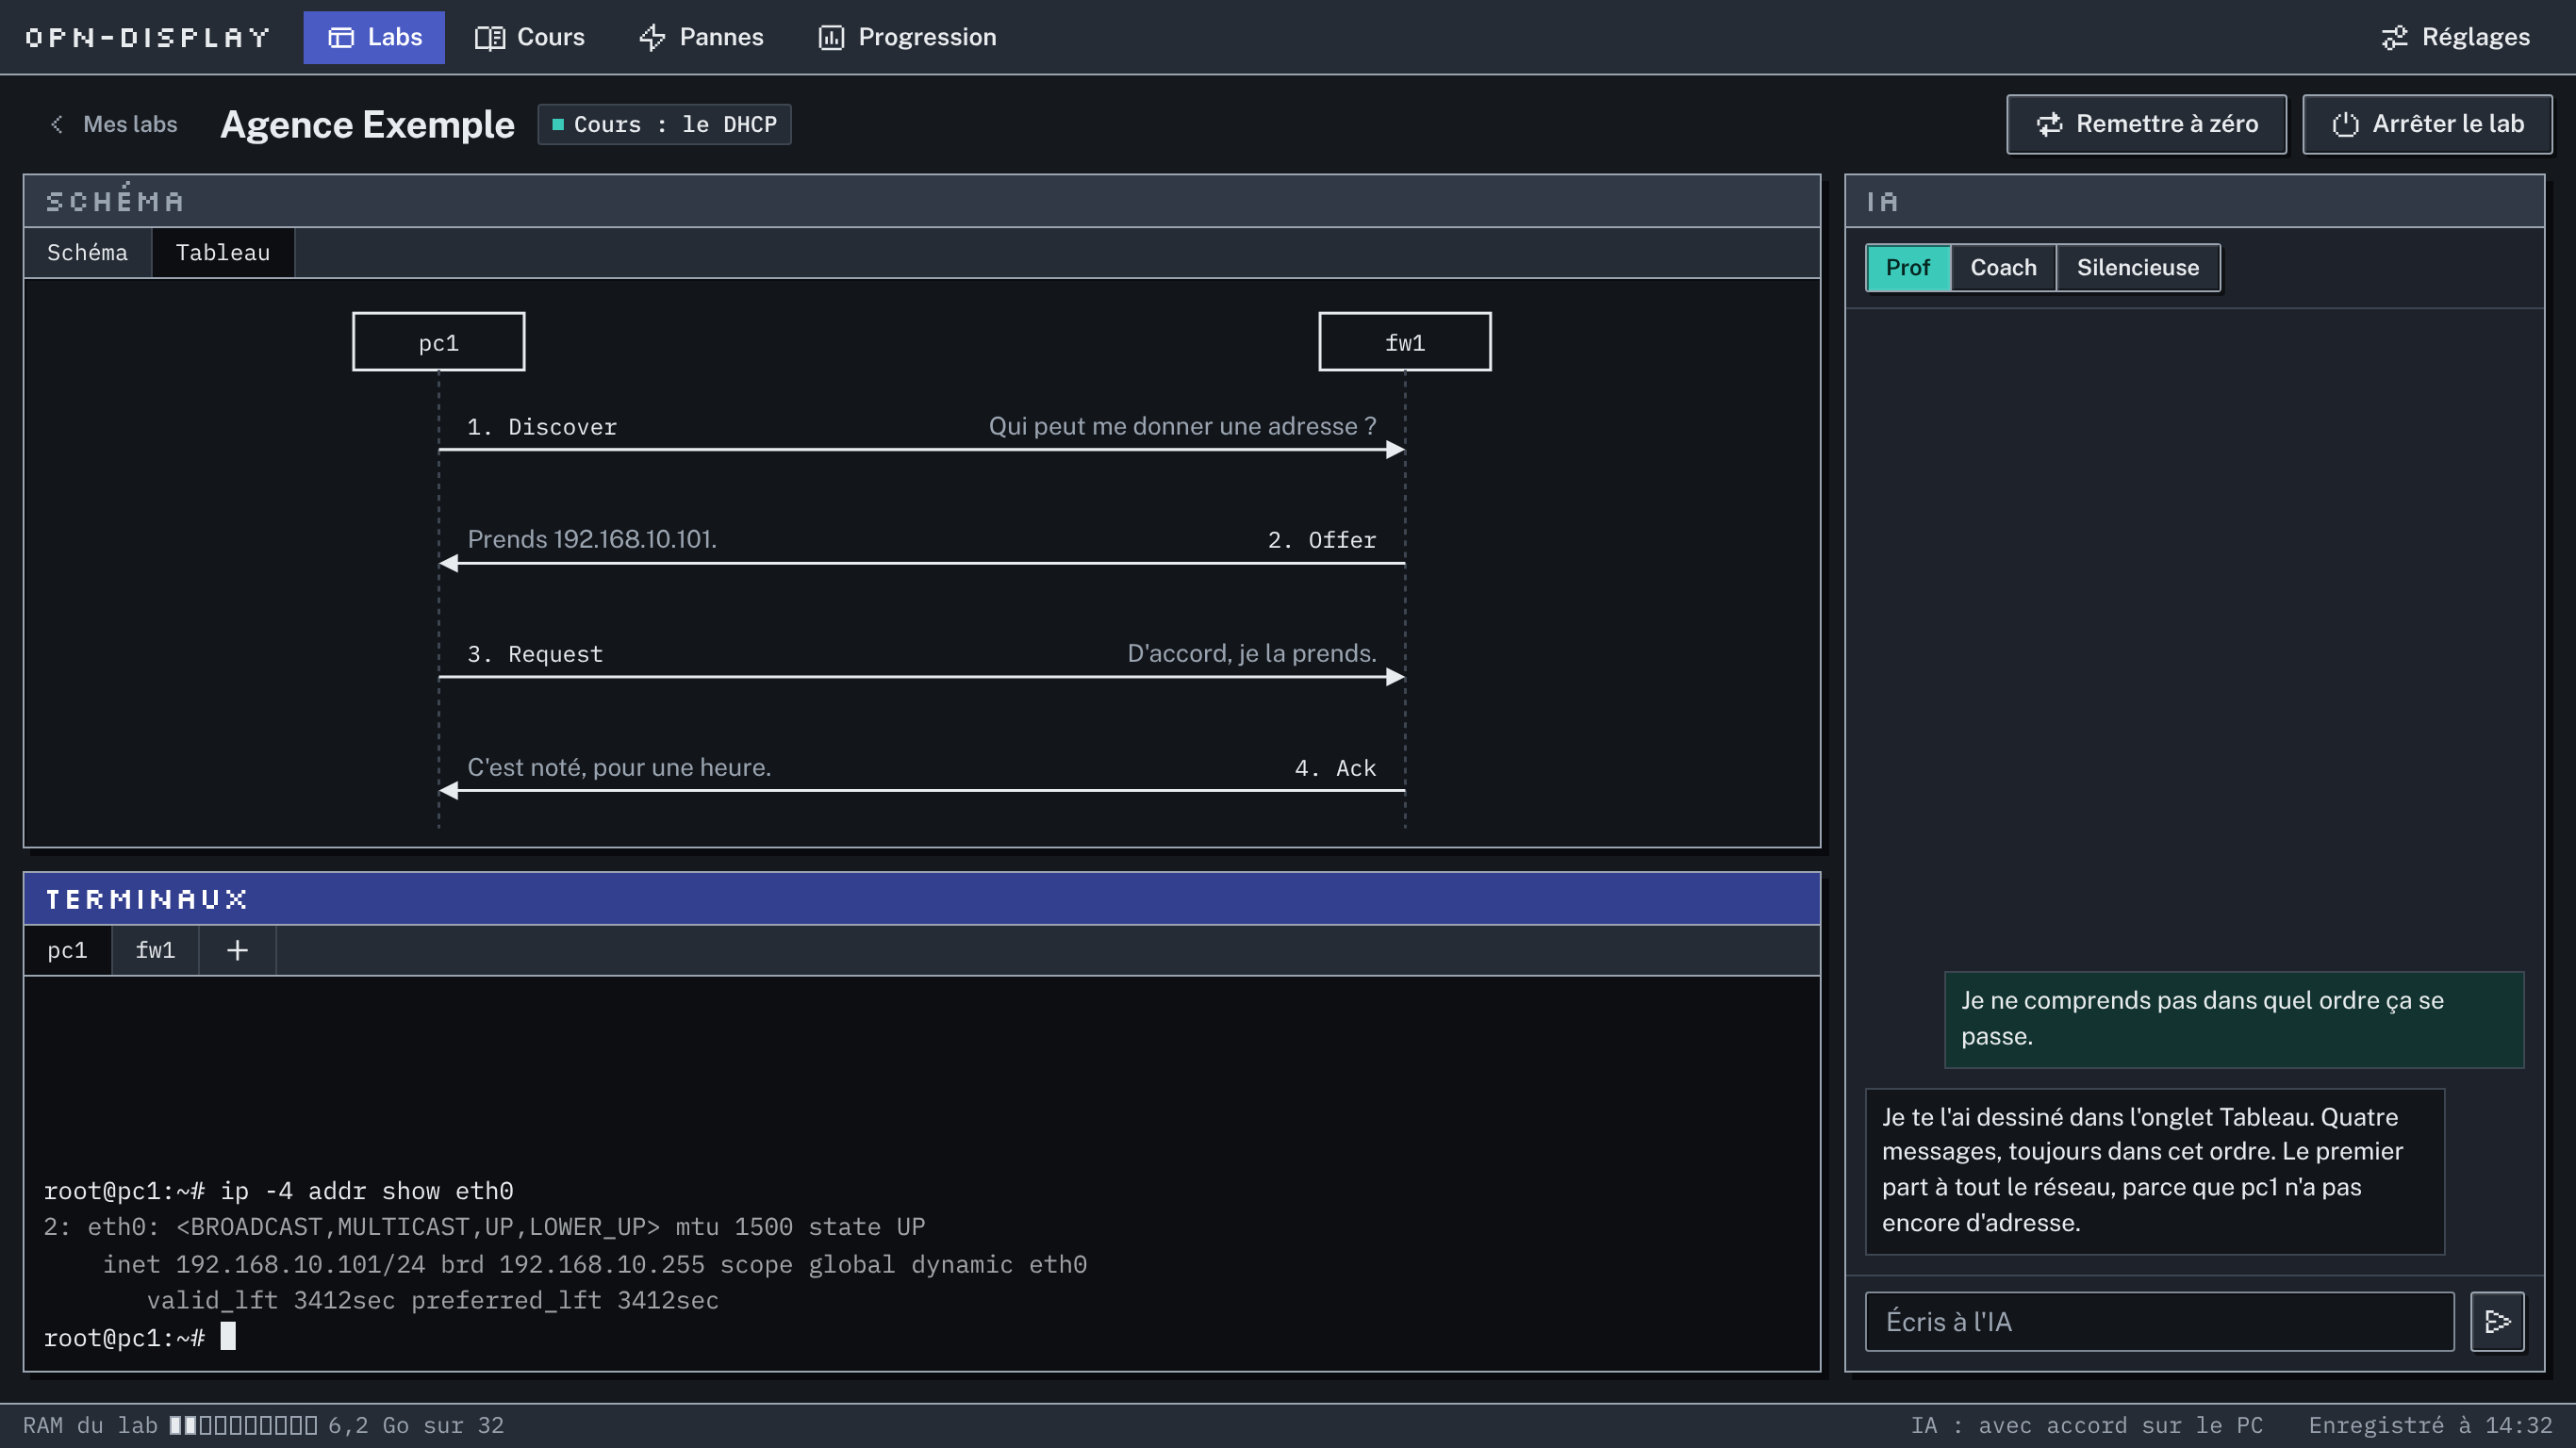 OPN-DISPLAY
Labs
Cours
Pannes
Progression
Réglages
Mes labs
Agence Exemple
Cours : le DHCP
Remettre à zéro
Arrêter le lab
SCHÉMA
Schéma
Tableau
pc1
fw1
1. Discover
Qui peut me donner une adresse ?
Prends 192.168.10.101.
2. Offer
3. Request
D'accord, je la prends.
C'est noté, pour une heure.
4. Ack
TERMINAUX
pc1
fw1
+
root@pc1:~# ip -4 addr show eth0
2: eth0: <BROADCAST,MULTICAST,UP,LOWER_UP> mtu 1500 state UP
inet 192.168.10.101/24 brd 192.168.10.255 scope global dynamic eth0
valid_lft 3412sec preferred_lft 3412sec
root@pc1:~#
IA
Prof
Coach
Silencieuse
Je ne comprends pas dans quel ordre ça se
passe.
Je te l'ai dessiné dans l'onglet Tableau. Quatre
messages, toujours dans cet ordre. Le premier
part à tout le réseau, parce que pc1 n'a pas
encore d'adresse.
Écris à l'IA
RAM du lab
6,2 Go sur 32
IA : avec accord sur le PC
Enregistré à 14:32